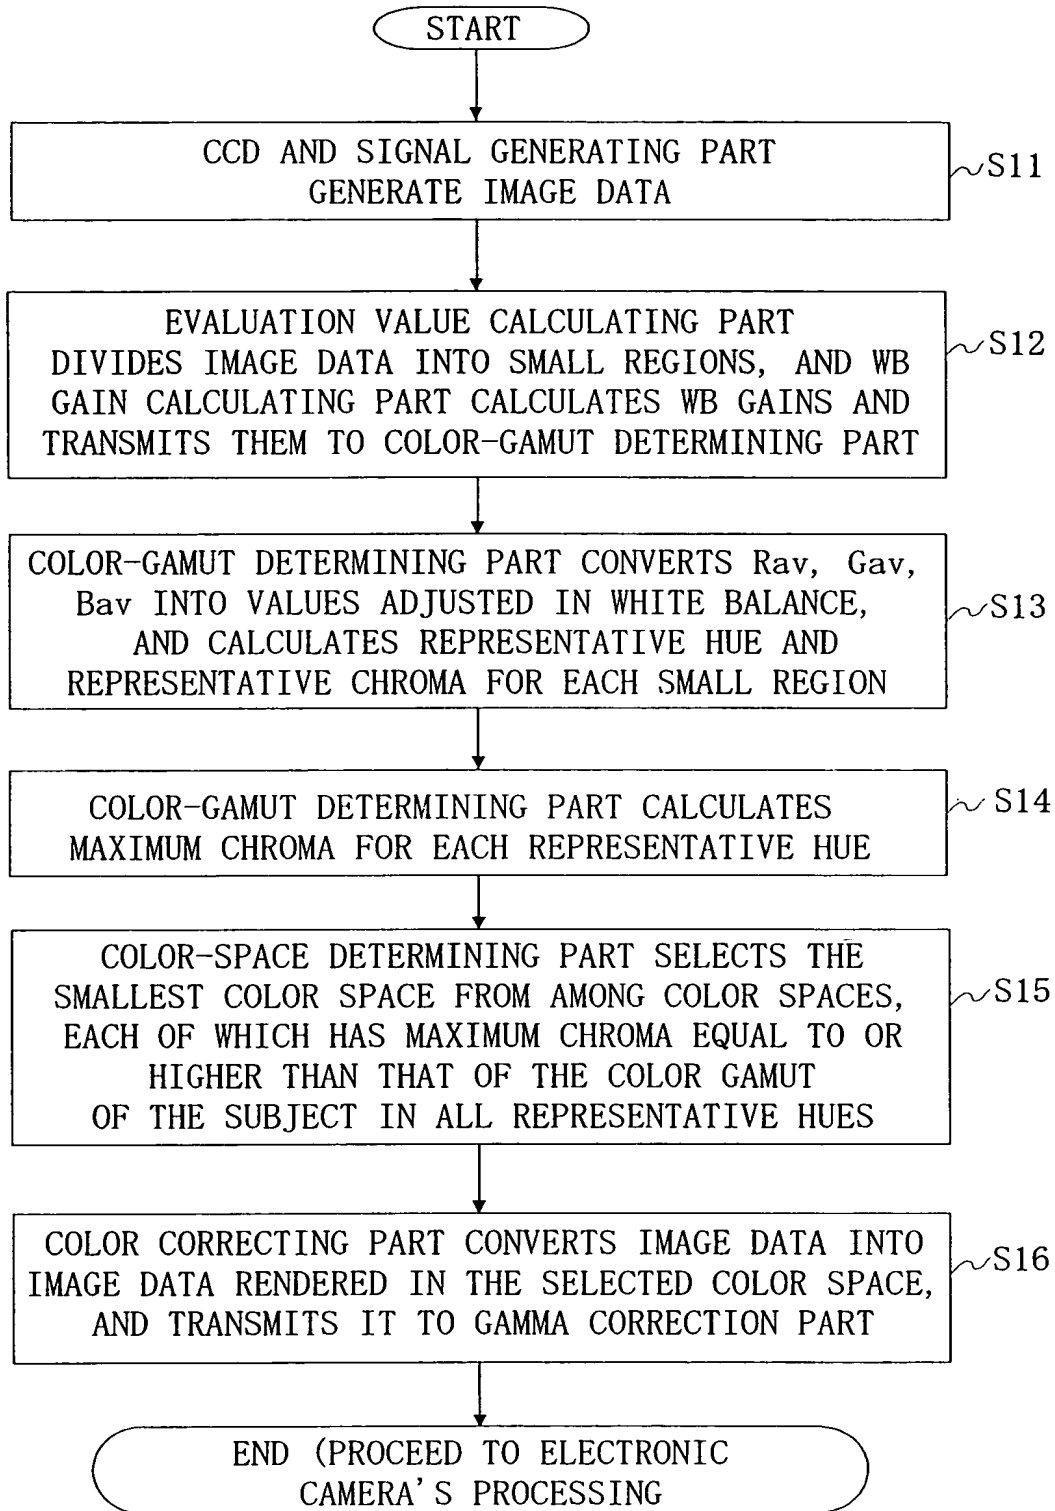 START
CCD AND SIGNAL GENERATING PART
GENERATE IMAGE DATA
S11
EVALUATION VALUE CALCULATING PART
DIVIDES IMAGE DATA INTO SMALL REGIONS, AND WB
GAIN CALCULATING PART CALCULATES WB GAINS AND
TRANSMITS THEM TO COLOR-GAMUT DETERMINING PART
S12
COLOR-GAMUT DETERMINING PART CONVERTS Rav, Gav,
Bav INTO VALUES ADJUSTED IN WHITE BALANCE,
AND CALCULATES REPRESENTATIVE HUE AND
REPRESENTATIVE CHROMA FOR EACH SMALL REGION
S13
COLOR-GAMUT DETERMINING PART CALCULATES
MAXIMUM CHROMA FOR EACH REPRESENTATIVE HUE
S14
COLOR-SPACE DETERMINING PART SELECTS THE
SMALLEST COLOR SPACE FROM AMONG COLOR SPACES,
EACH OF WHICH HAS MAXIMUM CHROMA EQUAL TO OR
HIGHER THAN THAT OF THE COLOR GAMUT
OF THE SUBJECT IN ALL REPRESENTATIVE HUES
S15
COLOR CORRECTING PART CONVERTS IMAGE DATA INTO
IMAGE DATA RENDERED IN THE SELECTED COLOR SPACE,
AND TRANSMITS IT TO GAMMA CORRECTION PART
S16
END (PROCEED TO ELECTRONIC
CAMERA'S PROCESSING